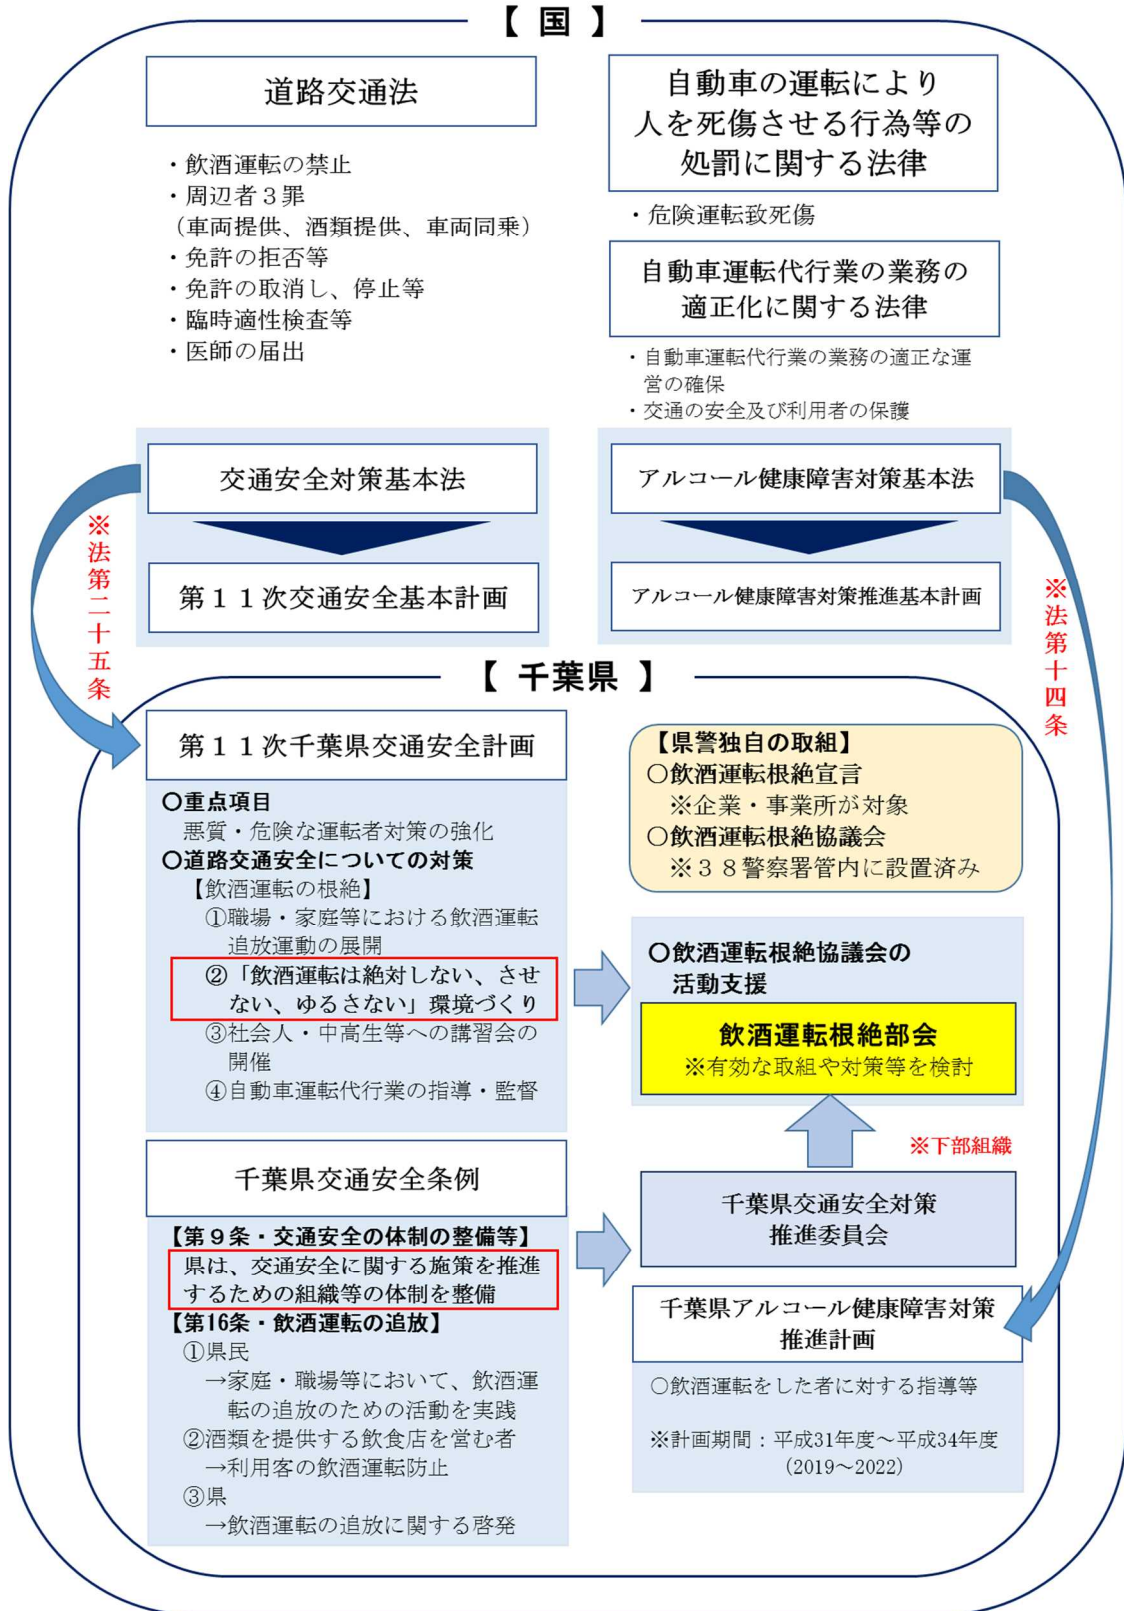 【 国 】
道路交通法
・飲酒運転の禁止
・周辺者３罪
（車両提供、酒類提供、車両同乗）
・免許の拒否等
・免許の取消し、停止等
・臨時適性検査等
・医師の届出
自動車の運転により
人を死傷させる行為等の
処罰に関する法律
・危険運転致死傷
自動車運転代行業の業務の
適正化に関する法律
・自動車運転代行業の業務の適正な運
営の確保
・交通の安全及び利用者の保護
交通安全対策基本法
第１１次交通安全基本計画
アルコール健康障害対策基本法
アルコール健康障害対策推進基本計画
※法第二十五条
※法第十四条
【 千葉県 】
第１１次千葉県交通安全計画
〇重点項目
悪質・危険な運転者対策の強化
〇道路交通安全についての対策
【飲酒運転の根絶】
①職場・家庭等における飲酒運転
追放運動の展開
②「飲酒運転は絶対しない、させ
ない、ゆるさない」環境づくり
③社会人・中高生等への講習会の
開催
④自動車運転代行業の指導・監督
【県警独自の取組】
〇飲酒運転根絶宣言
※企業・事業所が対象
〇飲酒運転根絶協議会
※３８警察署管内に設置済み
〇飲酒運転根絶協議会の
活動支援
飲酒運転根絶部会
※有効な取組や対策等を検討
※下部組織
千葉県交通安全条例
【第９条・交通安全の体制の整備等】
県は、交通安全に関する施策を推進
するための組織等の体制を整備
【第16条・飲酒運転の追放】
①県民
→家庭・職場等において、飲酒運
転の追放のための活動を実践
②酒類を提供する飲食店を営む者
→利用客の飲酒運転防止
③県
→飲酒運転の追放に関する啓発
千葉県交通安全対策
推進委員会
千葉県アルコール健康障害対策
推進計画
〇飲酒運転をした者に対する指導等
※計画期間：平成31年度～平成34年度
（2019～2022）